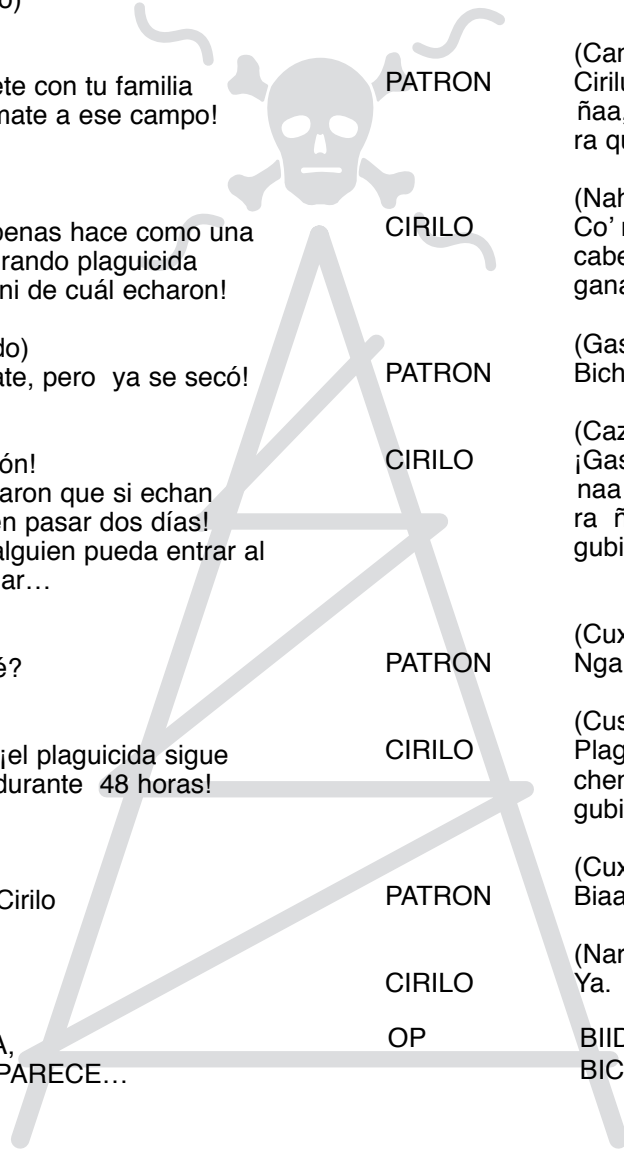 o)
ete con tu familia
mate a ese campo!
penas hace como una
rando plaguicida
ni de cuál echaron!
do)
ate, pero ya se secó!
ón!
aron que si echan
en pasar dos días!
alguien pueda entrar al
ar…
é?
¡el plaguicida sigue
durante 48 horas!
Cirilo
A,
PARECE…
(Car
PATRON Cirilu
ñaa,
ra qu
(Nah
CIRILO Co’
cabe
gana
(Gas
PATRON Bich
(Caz
CIRILO ¡Gas
naa
ra ñ
gubi
(Cux
PATRON Nga
(Cus
CIRILO Plag
cher
gubi
(Cux
PATRON Biaa
(Nar
CIRILO Ya.
OP BIID
BIC